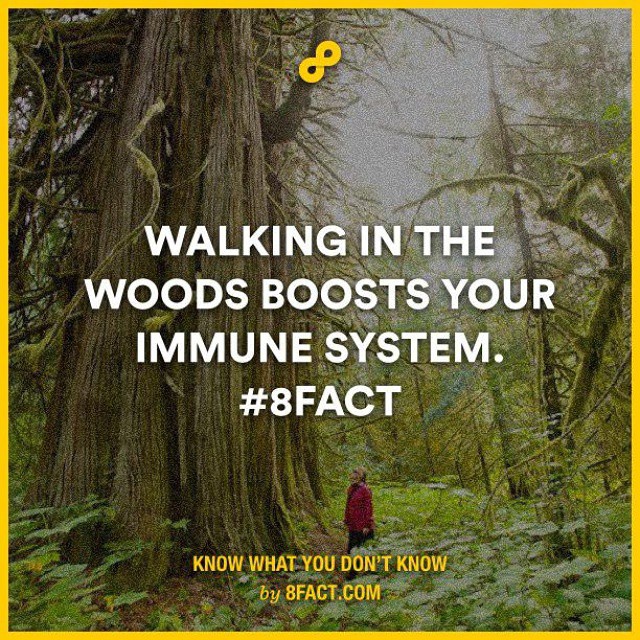 WALKING IN THE
WOODS BOOSTS YOUR
IMMUNE SYSTEM.
#8FACT
KNOW WHAT YOU DON'T KNOW
by 8FACT.COM